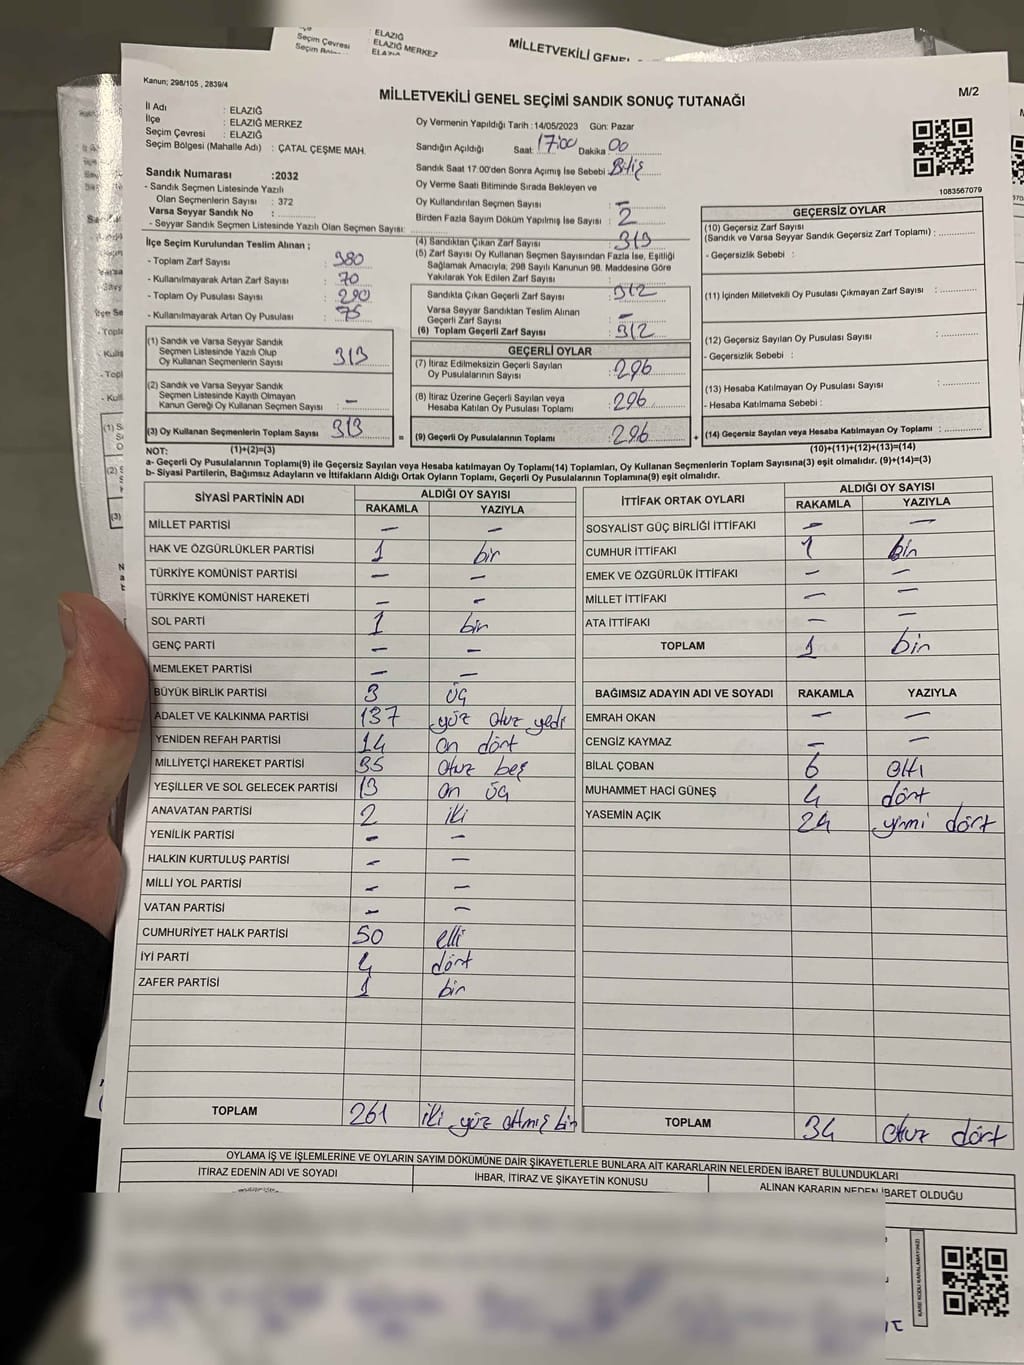 ELAZIĞ
Seçim Çevresi : ELAZIĞ MERKEZ
MİLLETVEKİLİ GENEL
Kanun; 298/105 , 2839/4
MİLLETVEKİLİ GENEL SEÇİMİ SANDIK SONUÇ TUTANAĞI
M/2
İl Adı : ELAZIĞ
İlçe : ELAZIĞ MERKEZ
Seçim Çevresi : ELAZIĞ
Seçim Bölgesi (Mahalle Adı) : ÇATAL ÇEŞME MAH.
Sandık Numarası :2032
- Sandık Seçmen Listesinde Yazılı
Olan Seçmenlerin Sayısı : 372
Varsa Seyyar Sandık No :
- Seyyar Sandık Seçmen Listesinde Yazılı Olan Seçmen Sayısı:
Oy Vermenin Yapıldığı Tarih : 14/05/2023 Gün: Pazar
Sandığın Açıldığı Saat: 17:00 Dakika 00
Sandık Saat 17:00'den Sonra Açımış İse Sebebi : Bitiş
Oy Verme Saati Bitiminde Sırada Bekleyen ve
Oy Kullandırılan Seçmen Sayısı : –
Birden Fazla Sayım Döküm Yapılmış İse Sayısı : 2
1083567079
İlçe Seçim Kurulundan Teslim Alınan ;
- Toplam Zarf Sayısı : 380
- Kullanılmayarak Artan Zarf Sayısı : 70
- Toplam Oy Pusulası Sayısı : 290
- Kullanılmayarak Artan Oy Pusulası : 75
(1) Sandık ve Varsa Seyyar Sandık
Seçmen Listesinde Yazılı Olup
Oy Kullanan Seçmenlerin Sayısı : 313
(2) Sandık ve Varsa Seyyar Sandık
Seçmen Listesinde Kayıtlı Olmayan
Kanun Gereği Oy Kullanan Seçmen Sayısı : –
(3) Oy Kullanan Seçmenlerin Toplam Sayısı : 313
(4) Sandıktan Çıkan Zarf Sayısı : 313
(5) Zarf Sayısı Oy Kullanan Seçmen Sayısından Fazla İse, Eşitliği
Sağlamak Amacıyla; 298 Sayılı Kanunun 98. Maddesine Göre
Yakılarak Yok Edilen Zarf Sayısı :
Sandıkta Çıkan Geçerli Zarf Sayısı : 312
Varsa Seyyar Sandıktan Teslim Alınan
Geçerli Zarf Sayısı : –
(6) Toplam Geçerli Zarf Sayısı : 312
GEÇERLİ OYLAR
(7) İtiraz Edilmeksizin Geçerli Sayılan
Oy Pusulalarının Sayısı : 296
(8) İtiraz Üzerine Geçerli Sayılan veya
Hesaba Katılan Oy Pusulası Toplamı : 296
= (9) Geçerli Oy Pusulalarının Toplamı : 296 +
GEÇERSİZ OYLAR
(10) Geçersiz Zarf Sayısı
(Sandık ve Varsa Seyyar Sandık Geçersiz Zarf Toplamı) :
- Geçersizlik Sebebi :
(11) İçinden Milletvekili Oy Pusulası Çıkmayan Zarf Sayısı :
(12) Geçersiz Sayılan Oy Pusulası Sayısı :
- Geçersizlik Sebebi :
(13) Hesaba Katılmayan Oy Pusulası Sayısı :
- Hesaba Katılmama Sebebi :
(14) Geçersiz Sayılan veya Hesaba Katılmayan Oy Toplamı :
NOT: (1)+(2)=(3) (10)+(11)+(12)+(13)=(14)
a- Geçerli Oy Pusulalarının Toplamı(9) ile Geçersiz Sayılan veya Hesaba katılmayan Oy Toplamı(14) Toplamları, Oy Kullanan Seçmenlerin Toplam Sayısına(3) eşit olmalıdır. (9)+(14)=(3)
b- Siyasi Partilerin, Bağımsız Adayların ve İttifakların Aldığı Ortak Oyların Toplamı, Geçerli Oy Pusulalarının Toplamına(9) eşit olmalıdır.
SİYASİ PARTİNİN ADI ALDIĞI OY SAYISI
RAKAMLA YAZIYLA
MİLLET PARTİSİ – –
HAK VE ÖZGÜRLÜKLER PARTİSİ 1 bir
TÜRKİYE KOMÜNİST PARTİSİ – –
TÜRKİYE KOMÜNİST HAREKETİ – –
SOL PARTİ 1 bir
GENÇ PARTİ – –
MEMLEKET PARTİSİ – –
BÜYÜK BİRLİK PARTİSİ 3 üç
ADALET VE KALKINMA PARTİSİ 137 yüz otuz yedi
YENİDEN REFAH PARTİSİ 14 on dört
MİLLİYETÇİ HAREKET PARTİSİ 35 otuz beş
YEŞİLLER VE SOL GELECEK PARTİSİ 13 on üç
ANAVATAN PARTİSİ 2 iki
YENİLİK PARTİSİ – –
HALKIN KURTULUŞ PARTİSİ – –
MİLLİ YOL PARTİSİ – –
VATAN PARTİSİ – –
CUMHURİYET HALK PARTİSİ 50 elli
İYİ PARTİ 4 dört
ZAFER PARTİSİ 1 bir
TOPLAM 261 iki yüz altmış bir
İTTİFAK ORTAK OYLARI ALDIĞI OY SAYISI
RAKAMLA YAZIYLA
SOSYALİST GÜÇ BİRLİĞİ İTTİFAKI – –
CUMHUR İTTİFAKI 1 bir
EMEK VE ÖZGÜRLÜK İTTİFAKI – –
MİLLET İTTİFAKI – –
ATA İTTİFAKI – –
TOPLAM 1 bir
BAĞIMSIZ ADAYIN ADI VE SOYADI RAKAMLA YAZIYLA
EMRAH OKAN – –
CENGİZ KAYMAZ – –
BİLAL ÇOBAN 6 altı
MUHAMMET HACİ GÜNEŞ 4 dört
YASEMİN AÇIK 24 yirmi dört
TOPLAM 34 otuz dört
OYLAMA İŞ VE İŞLEMLERİNE VE OYLARIN SAYIM DÖKÜMÜNE DAİR ŞİKAYETLERLE BUNLARA AİT KARARLARIN NELERDEN İBARET BULUNDUKLARI
İTİRAZ EDENİN ADI VE SOYADI İHBAR, İTİRAZ VE ŞİKAYETİN KONUSU ALINAN KARARIN NEDEN İBARET OLDUĞU
KARE KODU KARALAMAYINIZ!